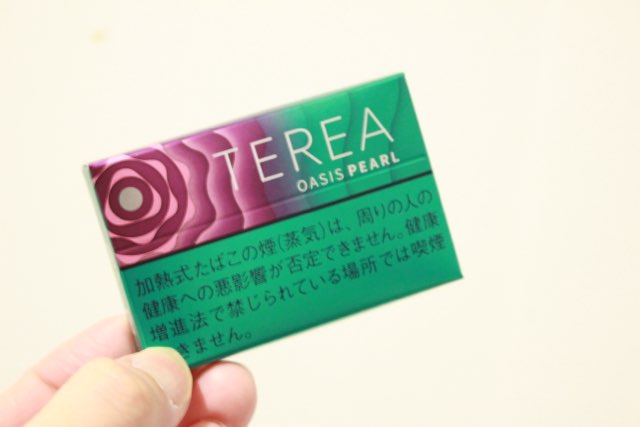 TEREA
OASIS PEARL
加熱式たばこの煙(蒸気)は、周りの人の
健康への悪影響が否定できません。健康
増進法で禁じられている場所では喫煙
きません。